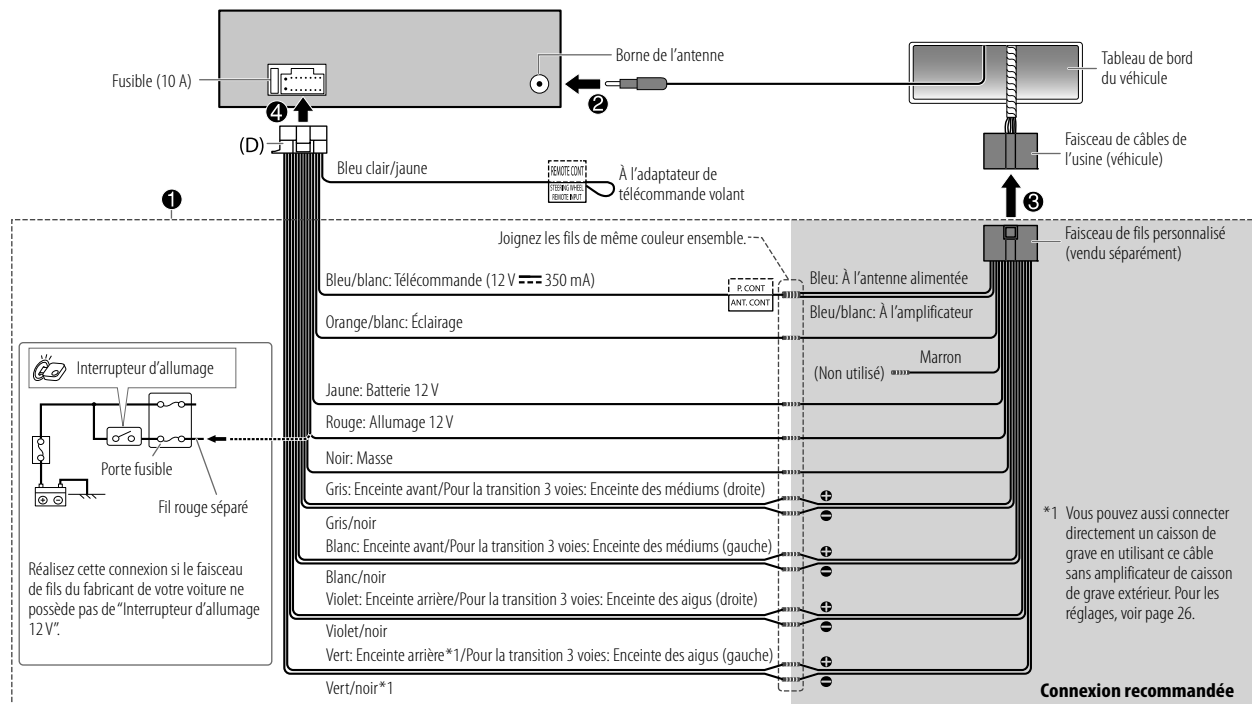 Fusible (10 A)
Borne de l’antenne
Tableau de bord
du véhicule
❹
❷
(D)
Faisceau de câbles de
l’usine (véhicule)
Bleu clair/jaune
REMOTE CONT
STEERING WHEEL
REMOTE INPUT
À l’adaptateur de
télécommande volant
❶
❸
Joignez les fils de même couleur ensemble.
Faisceau de fils personnalisé
(vendu séparément)
Bleu/blanc: Télécommande (12 V ⎓ 350 mA)
P. CONT
ANT. CONT
Bleu: À l’antenne alimentée
Bleu/blanc: À l’amplificateur
Orange/blanc: Éclairage
Marron
(Non utilisé)
Interrupteur d’allumage
Jaune: Batterie 12 V
Rouge: Allumage 12 V
Porte fusible
Noir: Masse
Fil rouge séparé
Gris: Enceinte avant/Pour la transition 3 voies: Enceinte des médiums (droite)
Gris/noir
Blanc: Enceinte avant/Pour la transition 3 voies: Enceinte des médiums (gauche)
Blanc/noir
Violet: Enceinte arrière/Pour la transition 3 voies: Enceinte des aigus (droite)
Violet/noir
Vert: Enceinte arrière*1/Pour la transition 3 voies: Enceinte des aigus (gauche)
Vert/noir*1
Réalisez cette connexion si le faisceau
de fils du fabricant de votre voiture ne
possède pas de “Interrupteur d’allumage
12 V”.
*1 Vous pouvez aussi connecter
directement un caisson de
grave en utilisant ce câble
sans amplificateur de caisson
de grave extérieur. Pour les
réglages, voir page 26.
Connexion recommandée